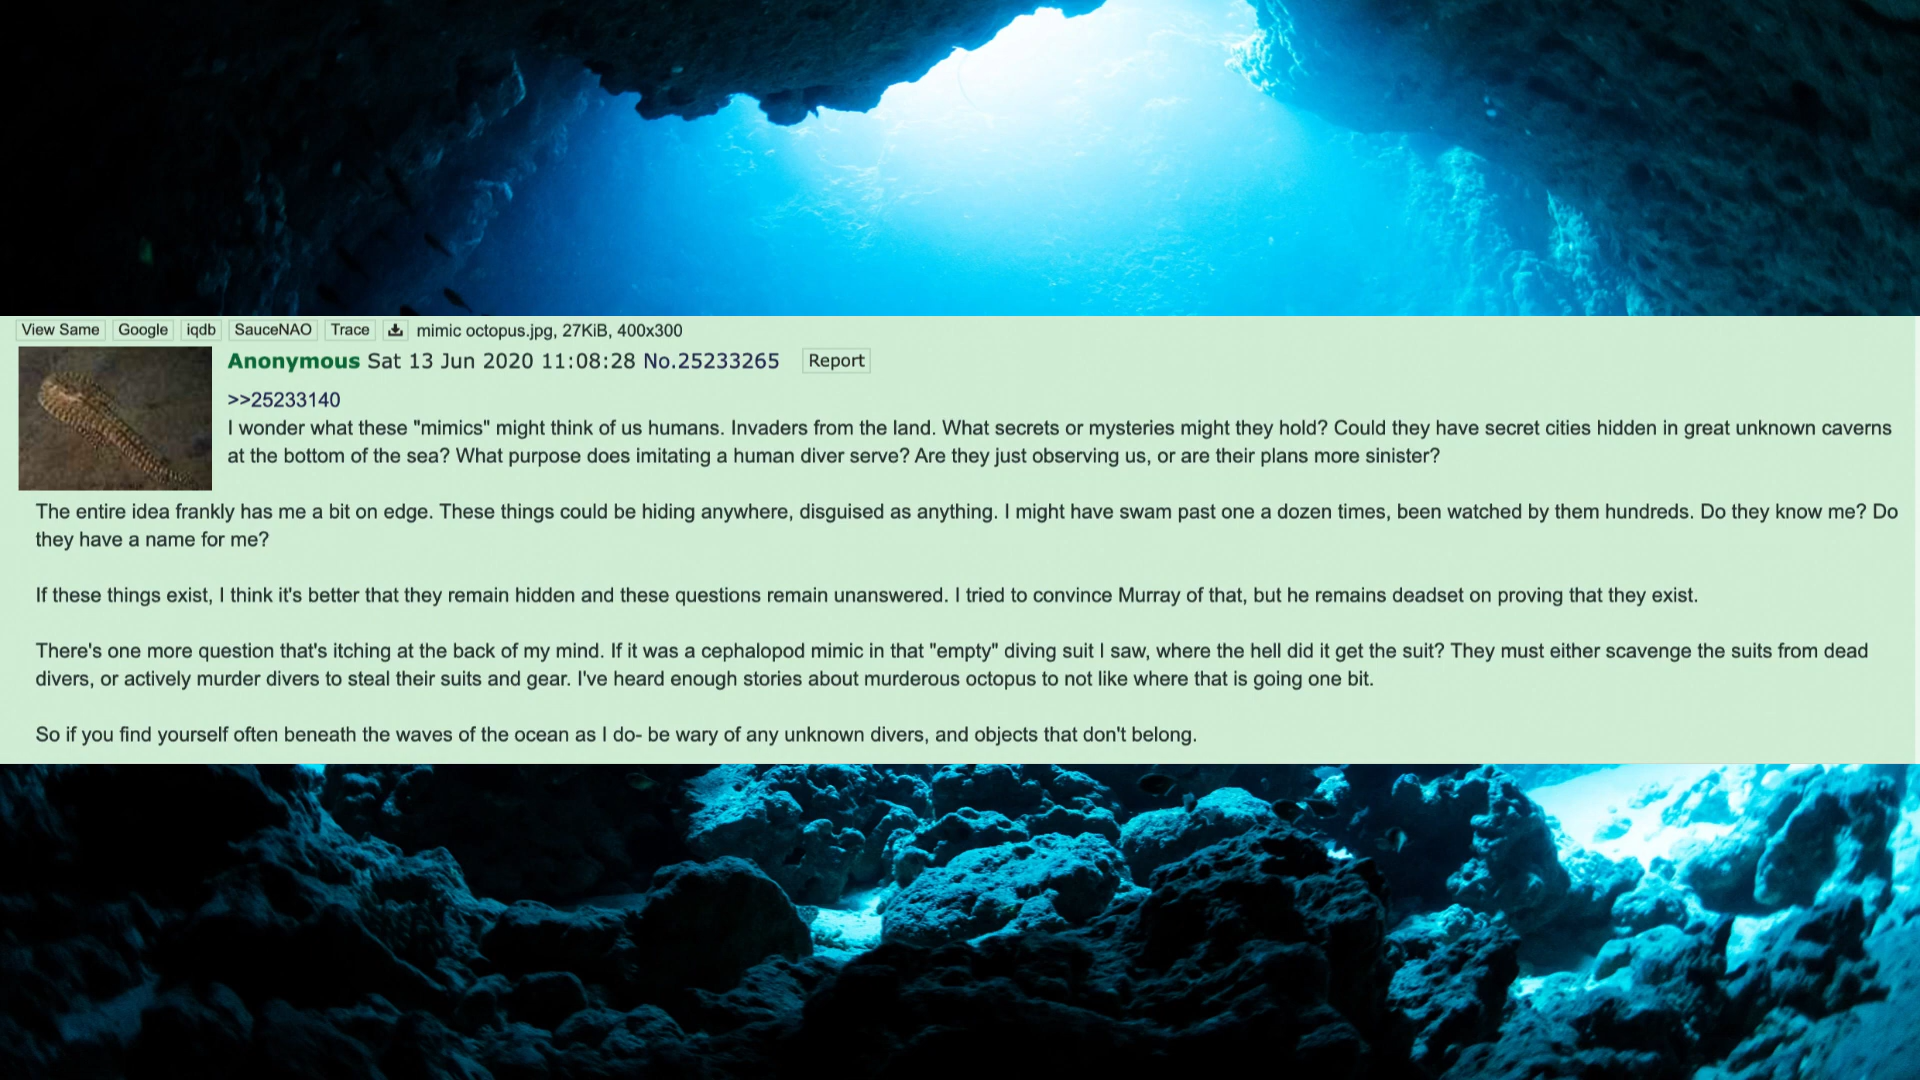 View Same Google iqdb SauceNAO Trace mimic octopus.jpg, 27KiB, 400x300
Anonymous Sat 13 Jun 2020 11:08:28 No.25233265 Report
>>25233140
I wonder what these "mimics" might think of us humans. Invaders from the land. What secrets or mysteries might they hold? Could they have secret cities hidden in great unknown caverns
at the bottom of the sea? What purpose does imitating a human diver serve? Are they just observing us, or are their plans more sinister?
The entire idea frankly has me a bit on edge. These things could be hiding anywhere, disguised as anything. I might have swam past one a dozen times, been watched by them hundreds. Do they know me? Do
they have a name for me?
If these things exist, I think it's better that they remain hidden and these questions remain unanswered. I tried to convince Murray of that, but he remains deadset on proving that they exist.
There's one more question that's itching at the back of my mind. If it was a cephalopod mimic in that "empty" diving suit I saw, where the hell did it get the suit? They must either scavenge the suits from dead
divers, or actively murder divers to steal their suits and gear. I've heard enough stories about murderous octopus to not like where that is going one bit.
So if you find yourself often beneath the waves of the ocean as I do- be wary of any unknown divers, and objects that don't belong.